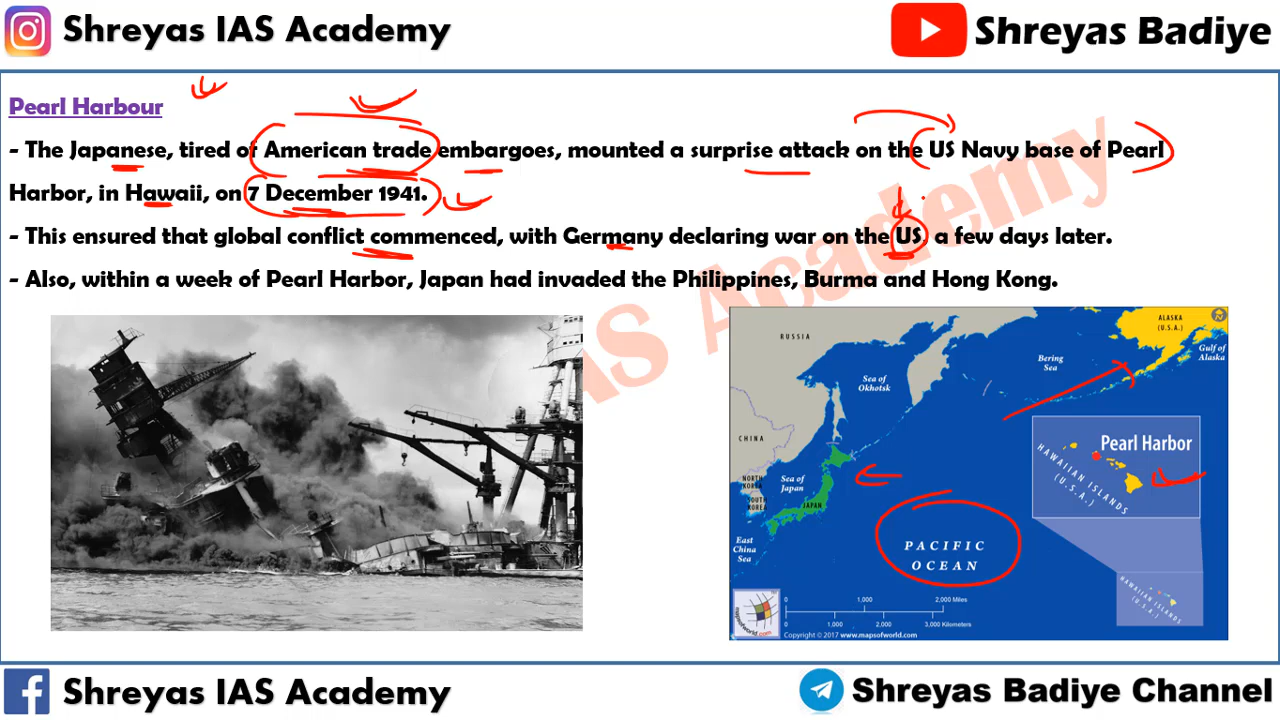 Shreyas IAS Academy
Shreyas Badiye
Pearl Harbour
- The Japanese, tired of American trade embargoes, mounted a surprise attack on the US Navy base of Pearl
Harbor, in Hawaii, on 7 December 1941.
- This ensured that global conflict commenced, with Germany declaring war on the US, a few days later.
- Also, within a week of Pearl Harbor, Japan had invaded the Philippines, Burma and Hong Kong.
IAS Academy
RUSSIA
ALASKA
(U.S.A.)
Gulf of
Alaska
Bering
Sea
Sea of
Okhotsk
CHINA
NORTH
KOREA
SOUTH
KOREA
Sea of
Japan
JAPAN
East
China
Sea
PACIFIC
OCEAN
Pearl Harbor
HAWAIIAN ISLANDS
(U.S.A.)
HAWAIIAN ISLANDS
(U.S.A.)
0 1,000 2,000 Miles
0 1,000 2,000 3,000 Kilometers
mapsofworld.com
Copyright © 2017 www.mapsofworld.com
Shreyas IAS Academy
Shreyas Badiye Channel